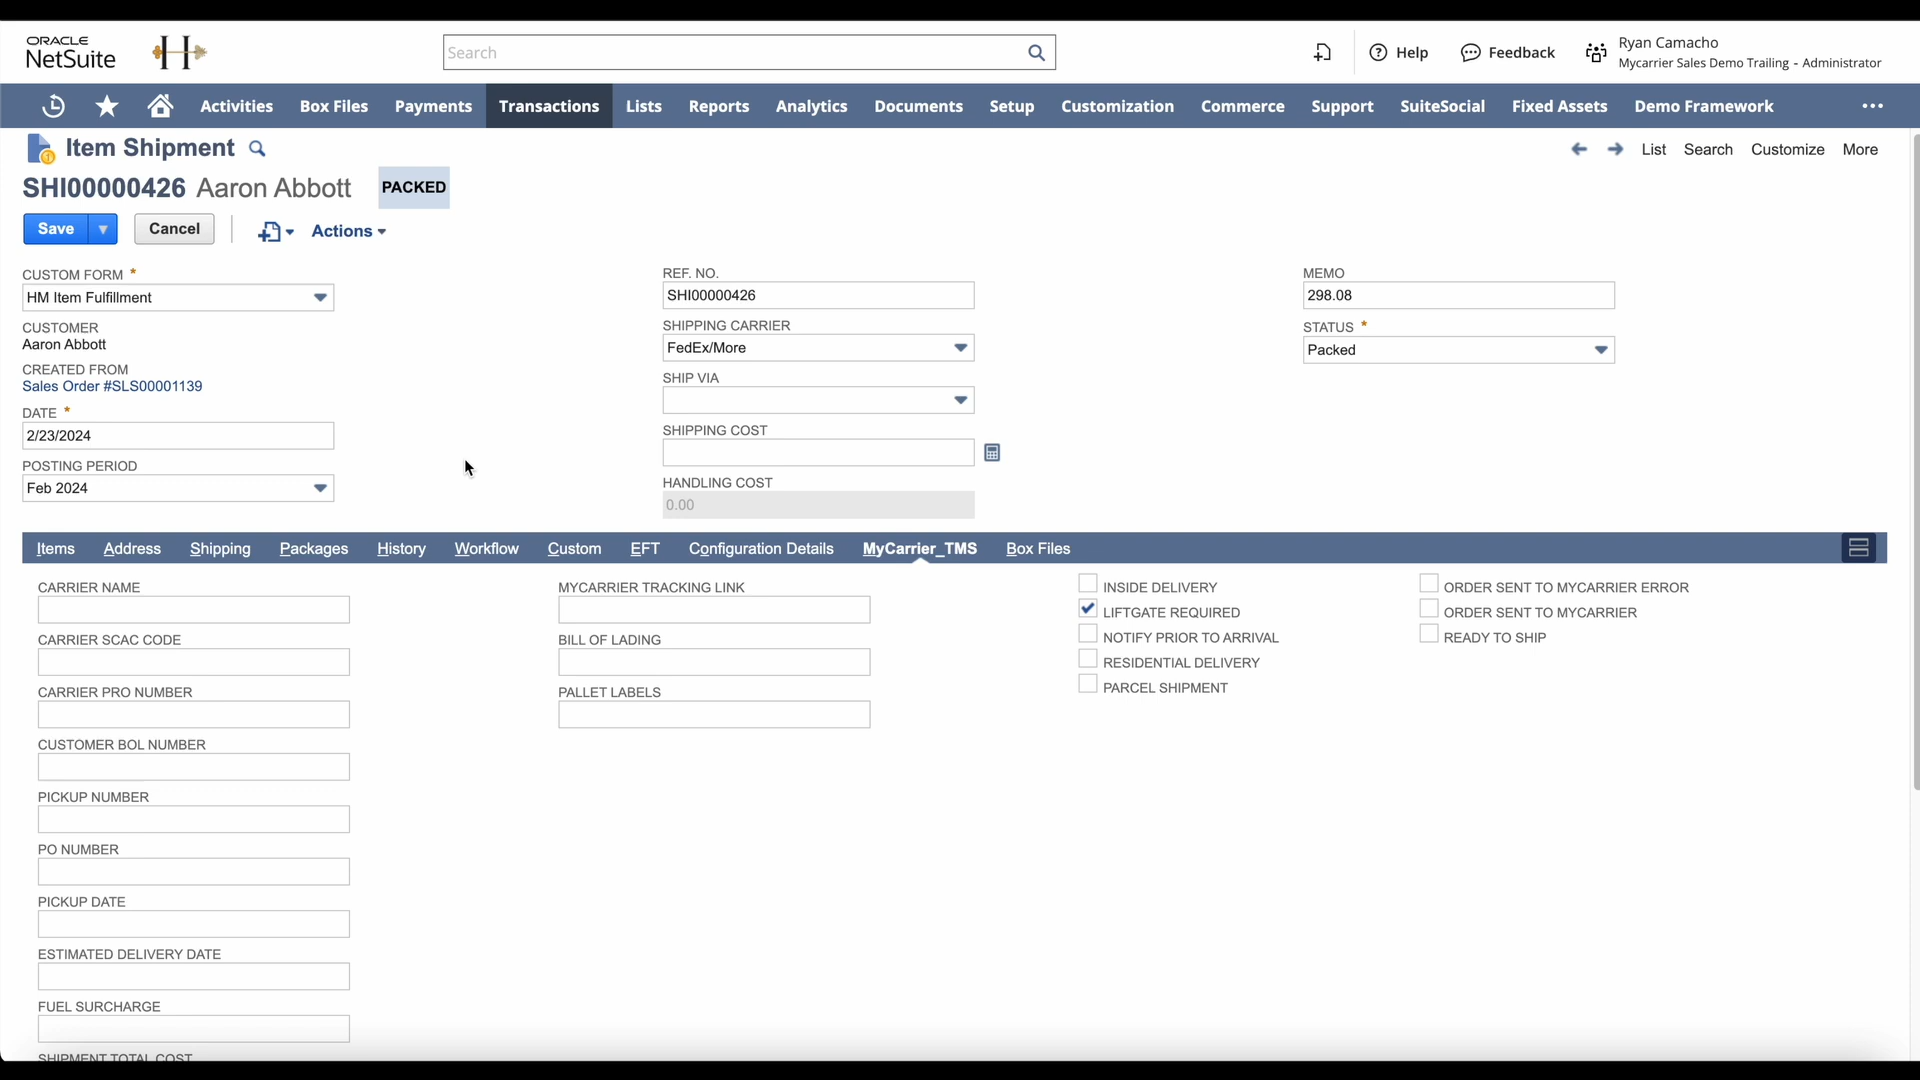 ORACLE
NetSuite
H
Search
Help
Feedback
Ryan Camacho
Mycarrier Sales Demo Trailing - Administrator
Activities
Box Files
Payments
Transactions
Lists
Reports
Analytics
Documents
Setup
Customization
Commerce
Support
SuiteSocial
Fixed Assets
Demo Framework
Item Shipment
List
Search
Customize
More
SHI00000426 Aaron Abbott
PACKED
Save
Cancel
Actions
CUSTOM FORM *
HM Item Fulfillment
CUSTOMER
Aaron Abbott
CREATED FROM
Sales Order #SLS00001139
DATE *
2/23/2024
POSTING PERIOD
Feb 2024
REF. NO.
SHI00000426
SHIPPING CARRIER
FedEx/More
SHIP VIA
SHIPPING COST
HANDLING COST
0.00
MEMO
298.08
STATUS *
Packed
Items
Address
Shipping
Packages
History
Workflow
Custom
EFT
Configuration Details
MyCarrier_TMS
Box Files
CARRIER NAME
CARRIER SCAC CODE
CARRIER PRO NUMBER
CUSTOMER BOL NUMBER
PICKUP NUMBER
PO NUMBER
PICKUP DATE
ESTIMATED DELIVERY DATE
FUEL SURCHARGE
SHIPMENT TOTAL COST
MYCARRIER TRACKING LINK
BILL OF LADING
PALLET LABELS
INSIDE DELIVERY
LIFTGATE REQUIRED
NOTIFY PRIOR TO ARRIVAL
RESIDENTIAL DELIVERY
PARCEL SHIPMENT
ORDER SENT TO MYCARRIER ERROR
ORDER SENT TO MYCARRIER
READY TO SHIP